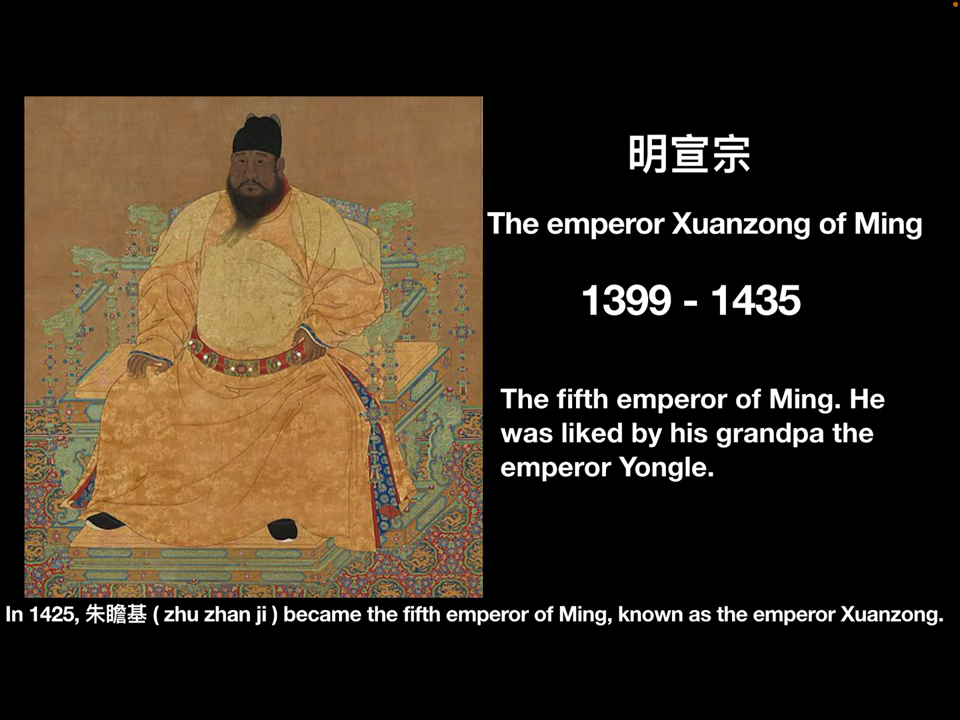 明宣宗
The emperor Xuanzong of Ming
1399 - 1435
The fifth emperor of Ming. He
was liked by his grandpa the
emperor Yongle.
In 1425, 朱瞻基 ( zhu zhan ji ) became the fifth emperor of Ming, known as the emperor Xuanzong.